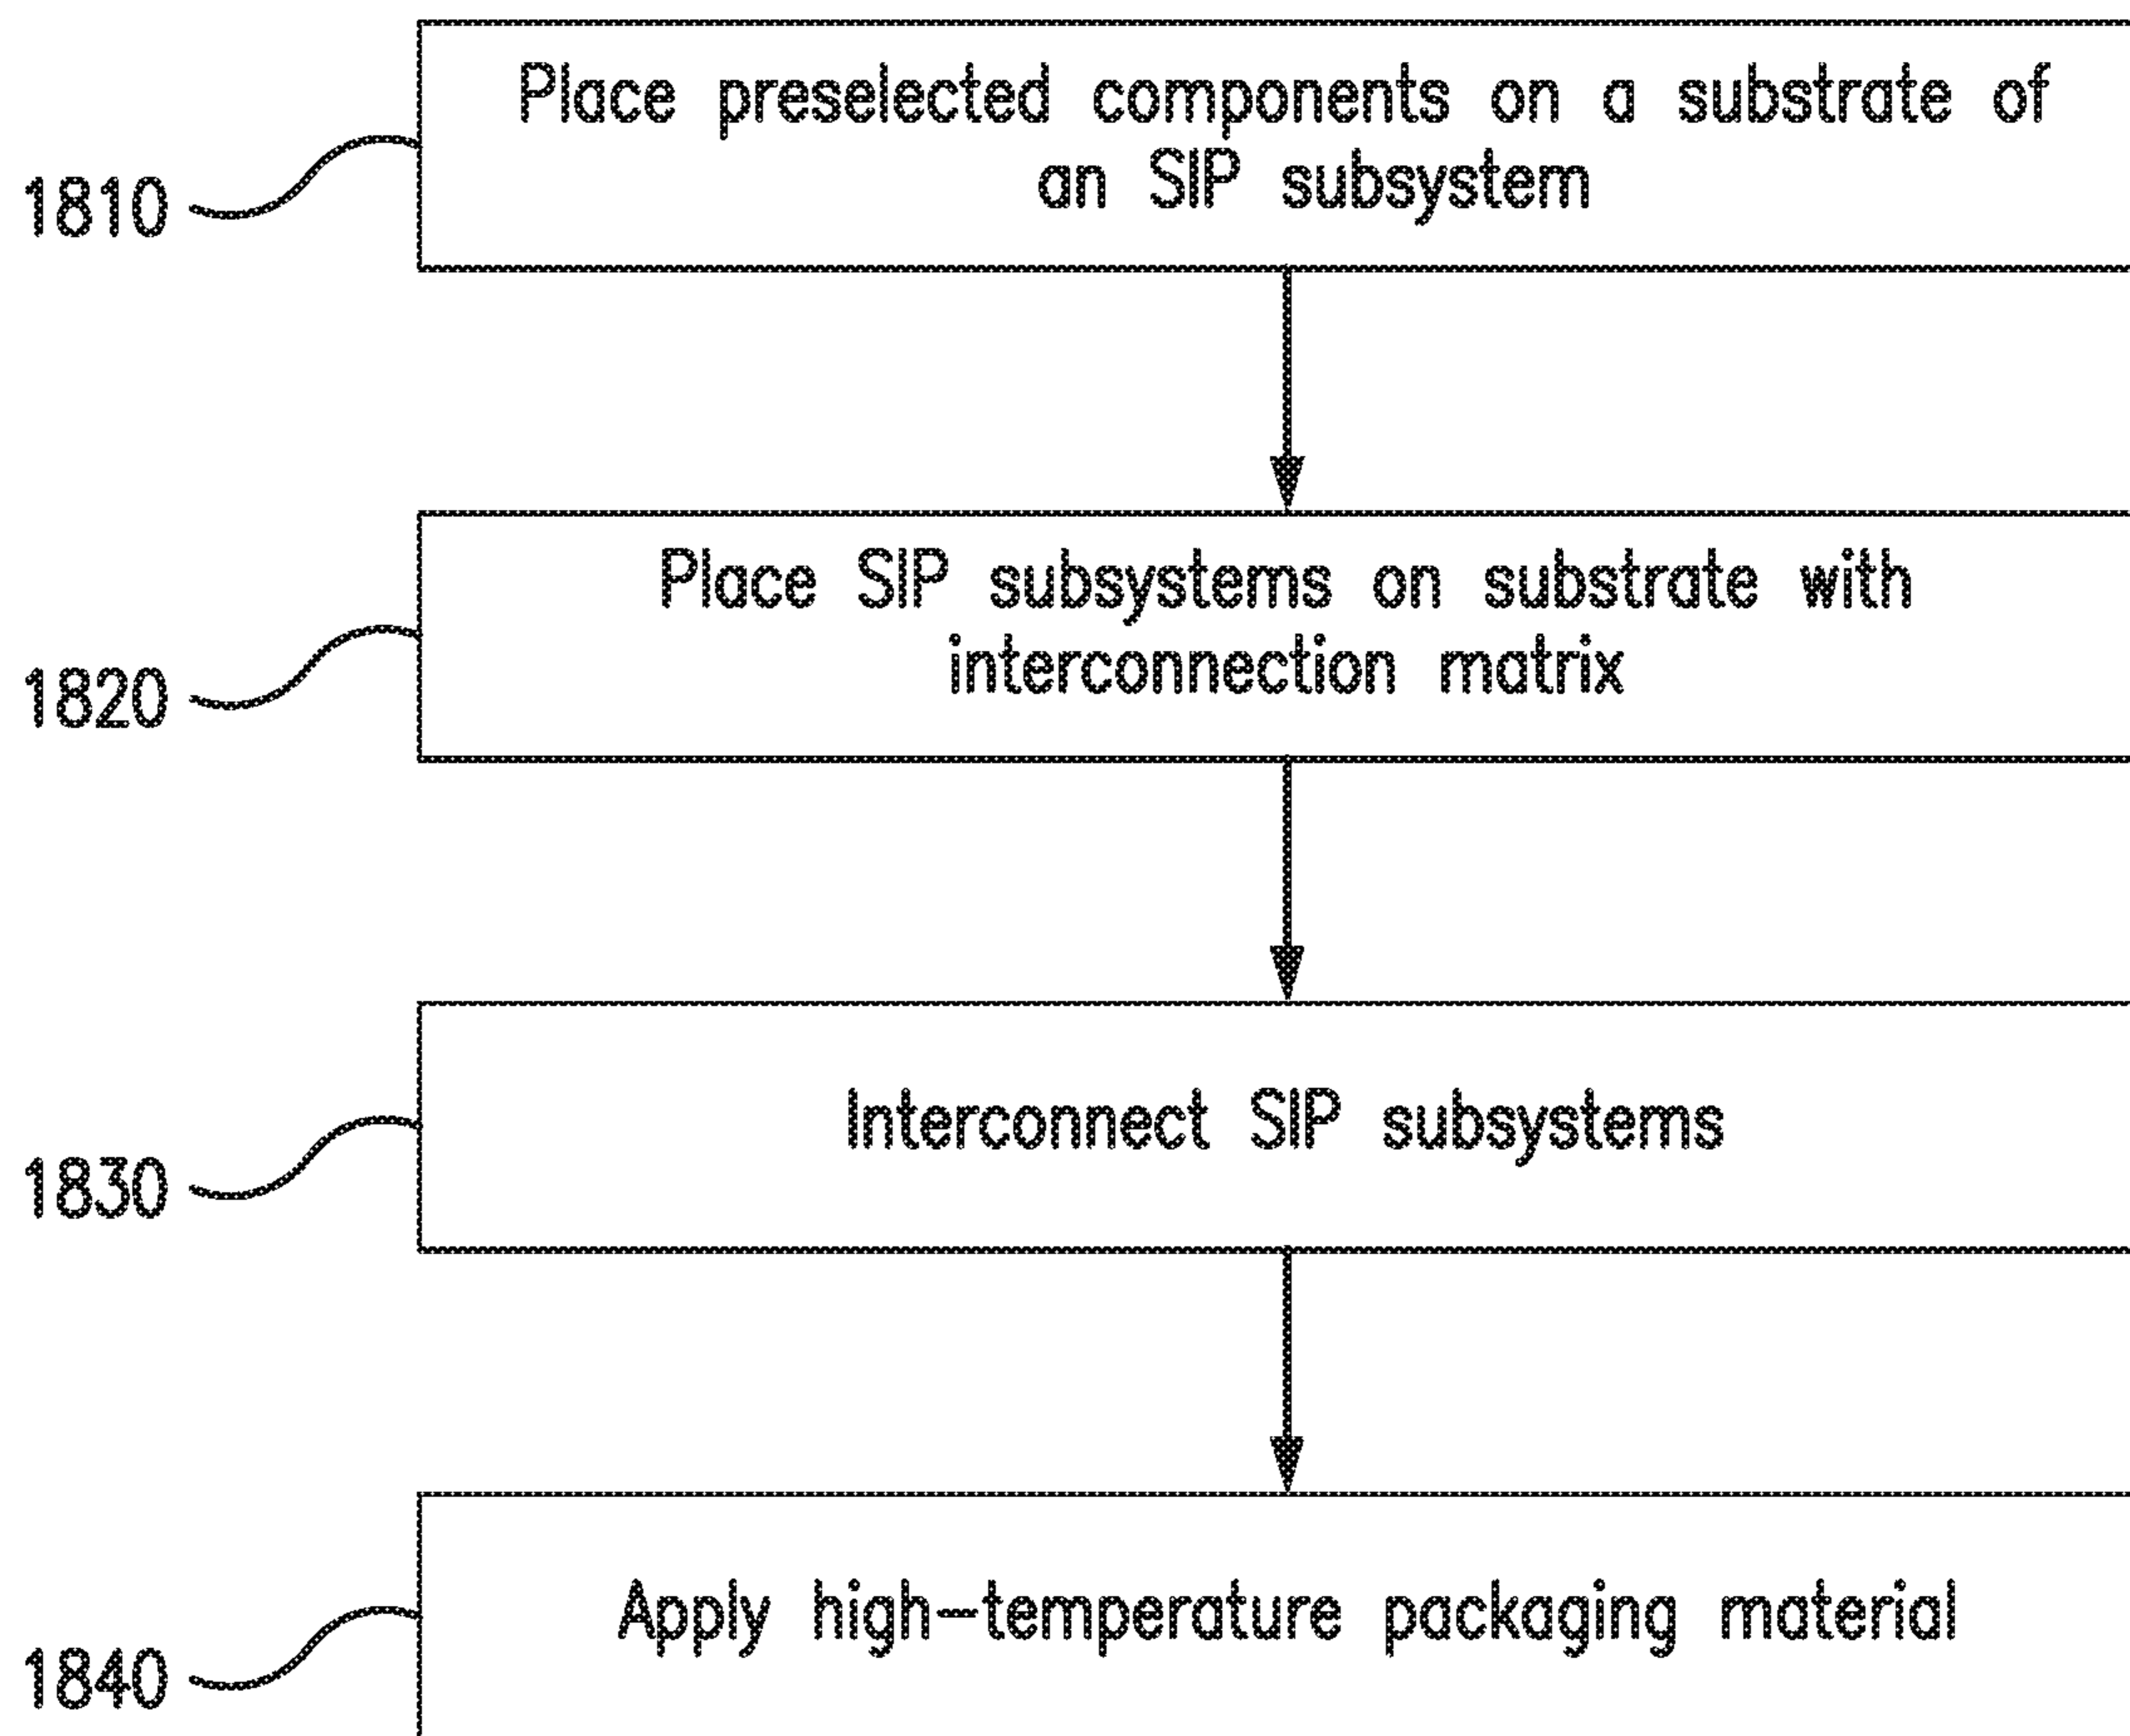 Place preselected components on a substrate of
an SIP subsystem
1810
Place SIP subsystems on substrate with
interconnection matrix
1820
Interconnect SIP subsystems
1830
Apply high-temperature packaging material
1840